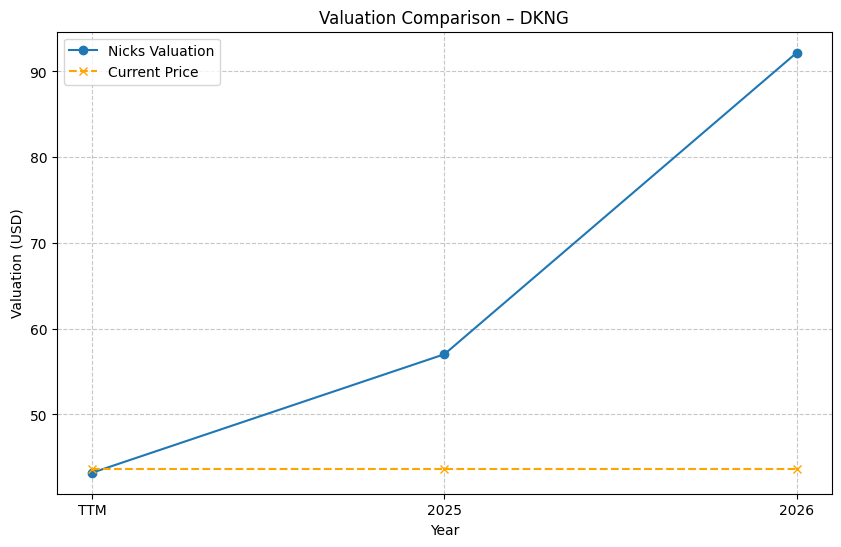 Valuation Comparison – DKNG
Nicks Valuation
Current Price
Valuation (USD)
90
80
70
60
50
TTM
2025
2026
Year